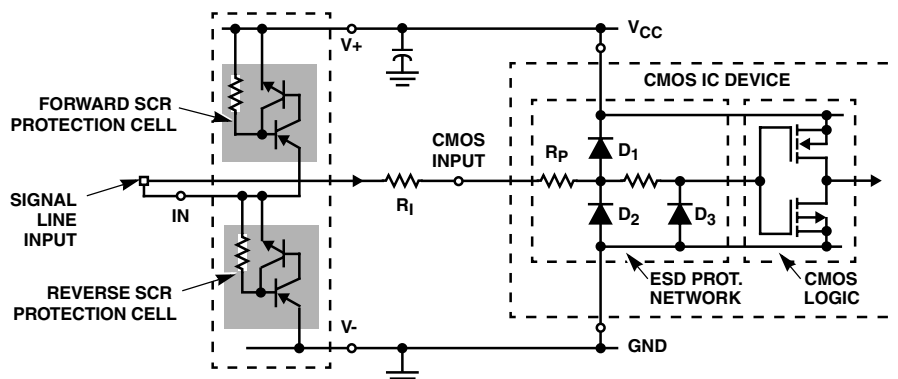 V+
VCC
CMOS IC DEVICE
FORWARD SCR
PROTECTION CELL
CMOS
INPUT
RP
D1
SIGNAL
LINE
INPUT
IN
RI
D2
D3
REVERSE SCR
PROTECTION CELL
ESD PROT.
NETWORK
CMOS
LOGIC
V-
GND